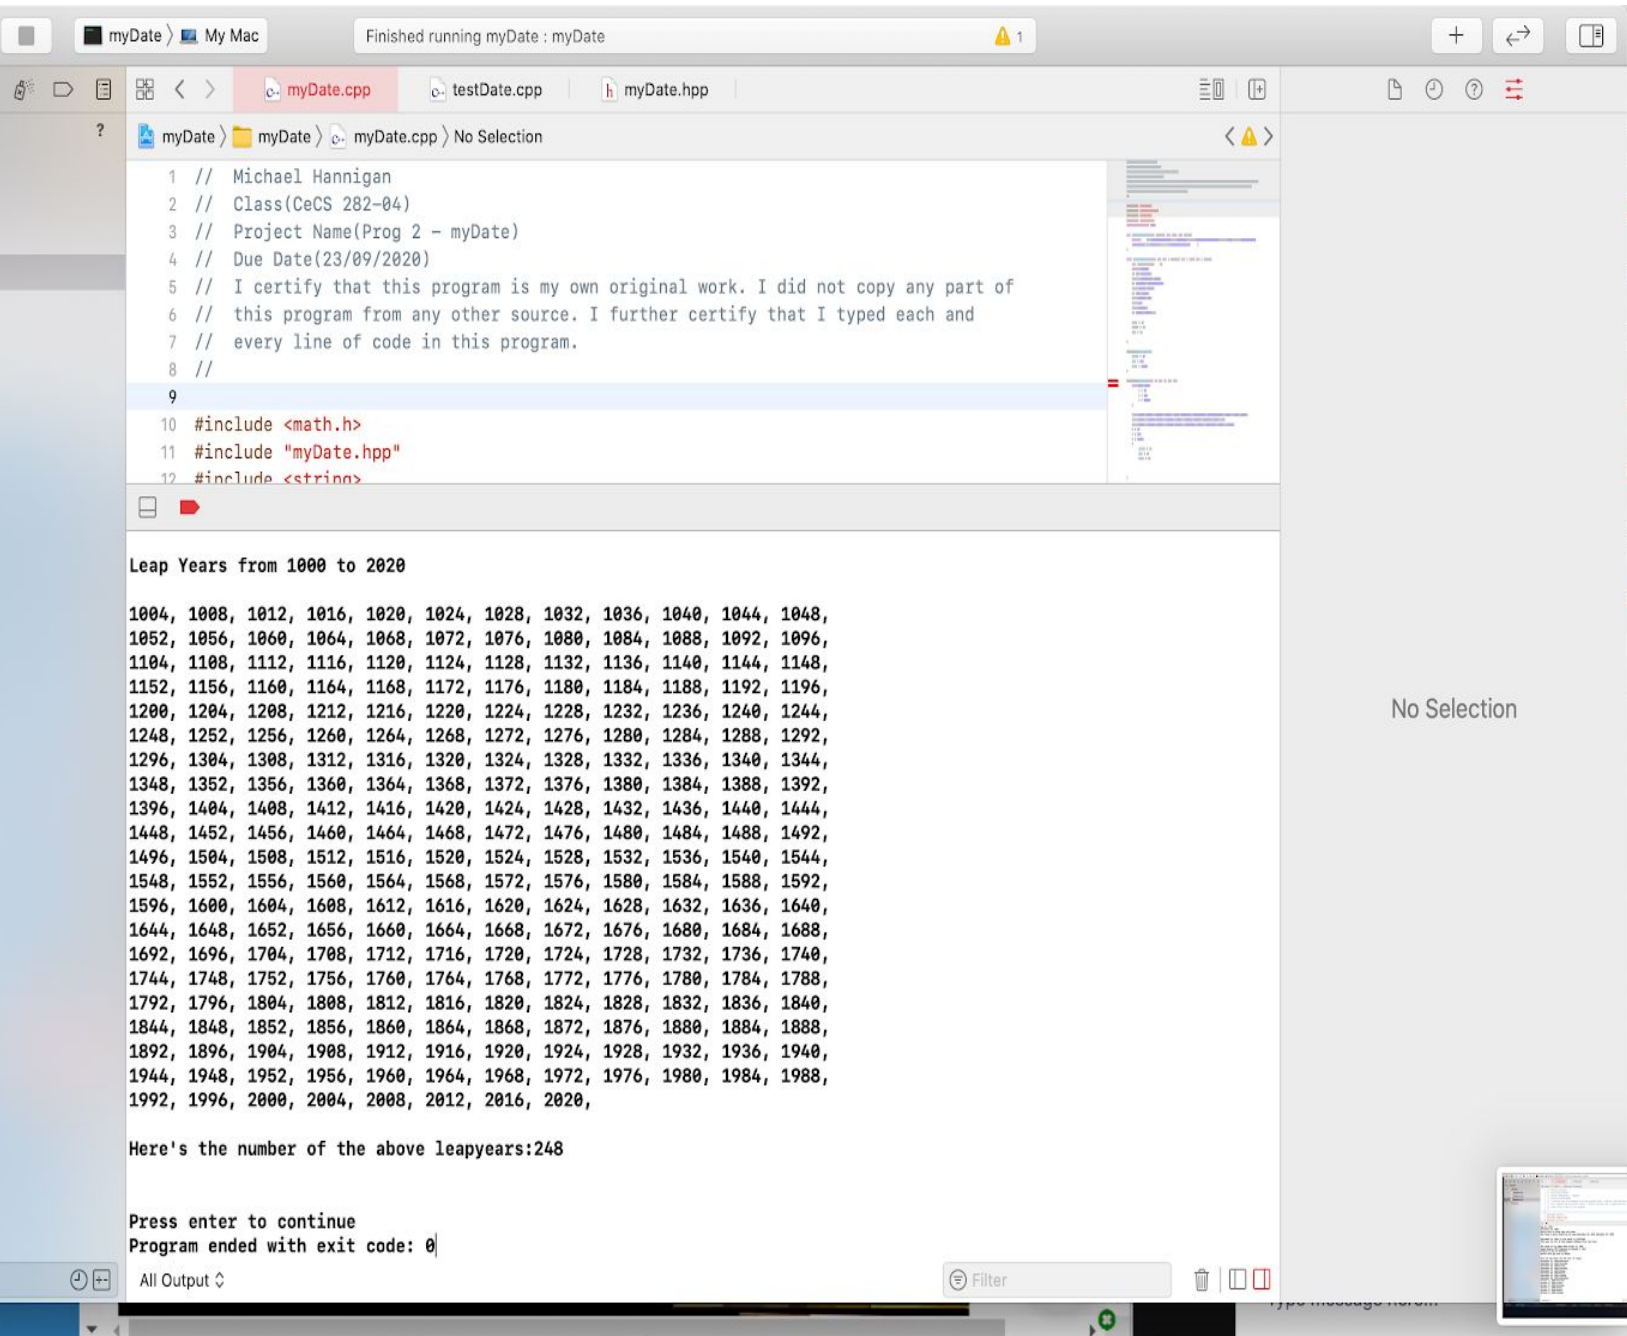 myDate 〉 My Mac
Finished running myDate : myDate
1
myDate.cpp
testDate.cpp
h myDate.hpp
?
myDate 〉 myDate 〉 myDate.cpp 〉 No Selection
1 // Michael Hannigan
2 // Class(CeCS 282-04)
3 // Project Name(Prog 2 - myDate)
4 // Due Date(23/09/2020)
5 // I certify that this program is my own original work. I did not copy any part of
6 // this program from any other source. I further certify that I typed each and
7 // every line of code in this program.
8 //
9
10 #include <math.h>
11 #include "myDate.hpp"
12 #include <string>
Leap Years from 1000 to 2020
1004, 1008, 1012, 1016, 1020, 1024, 1028, 1032, 1036, 1040, 1044, 1048,
1052, 1056, 1060, 1064, 1068, 1072, 1076, 1080, 1084, 1088, 1092, 1096,
1104, 1108, 1112, 1116, 1120, 1124, 1128, 1132, 1136, 1140, 1144, 1148,
1152, 1156, 1160, 1164, 1168, 1172, 1176, 1180, 1184, 1188, 1192, 1196,
1200, 1204, 1208, 1212, 1216, 1220, 1224, 1228, 1232, 1236, 1240, 1244,
1248, 1252, 1256, 1260, 1264, 1268, 1272, 1276, 1280, 1284, 1288, 1292,
1296, 1304, 1308, 1312, 1316, 1320, 1324, 1328, 1332, 1336, 1340, 1344,
1348, 1352, 1356, 1360, 1364, 1368, 1372, 1376, 1380, 1384, 1388, 1392,
1396, 1404, 1408, 1412, 1416, 1420, 1424, 1428, 1432, 1436, 1440, 1444,
1448, 1452, 1456, 1460, 1464, 1468, 1472, 1476, 1480, 1484, 1488, 1492,
1496, 1504, 1508, 1512, 1516, 1520, 1524, 1528, 1532, 1536, 1540, 1544,
1548, 1552, 1556, 1560, 1564, 1568, 1572, 1576, 1580, 1584, 1588, 1592,
1596, 1600, 1604, 1608, 1612, 1616, 1620, 1624, 1628, 1632, 1636, 1640,
1644, 1648, 1652, 1656, 1660, 1664, 1668, 1672, 1676, 1680, 1684, 1688,
1692, 1696, 1704, 1708, 1712, 1716, 1720, 1724, 1728, 1732, 1736, 1740,
1744, 1748, 1752, 1756, 1760, 1764, 1768, 1772, 1776, 1780, 1784, 1788,
1792, 1796, 1804, 1808, 1812, 1816, 1820, 1824, 1828, 1832, 1836, 1840,
1844, 1848, 1852, 1856, 1860, 1864, 1868, 1872, 1876, 1880, 1884, 1888,
1892, 1896, 1904, 1908, 1912, 1916, 1920, 1924, 1928, 1932, 1936, 1940,
1944, 1948, 1952, 1956, 1960, 1964, 1968, 1972, 1976, 1980, 1984, 1988,
1992, 1996, 2000, 2004, 2008, 2012, 2016, 2020,
No Selection
Here's the number of the above leapyears:248
Press enter to continue
Program ended with exit code: 0
All Output
Filter
Type message here...